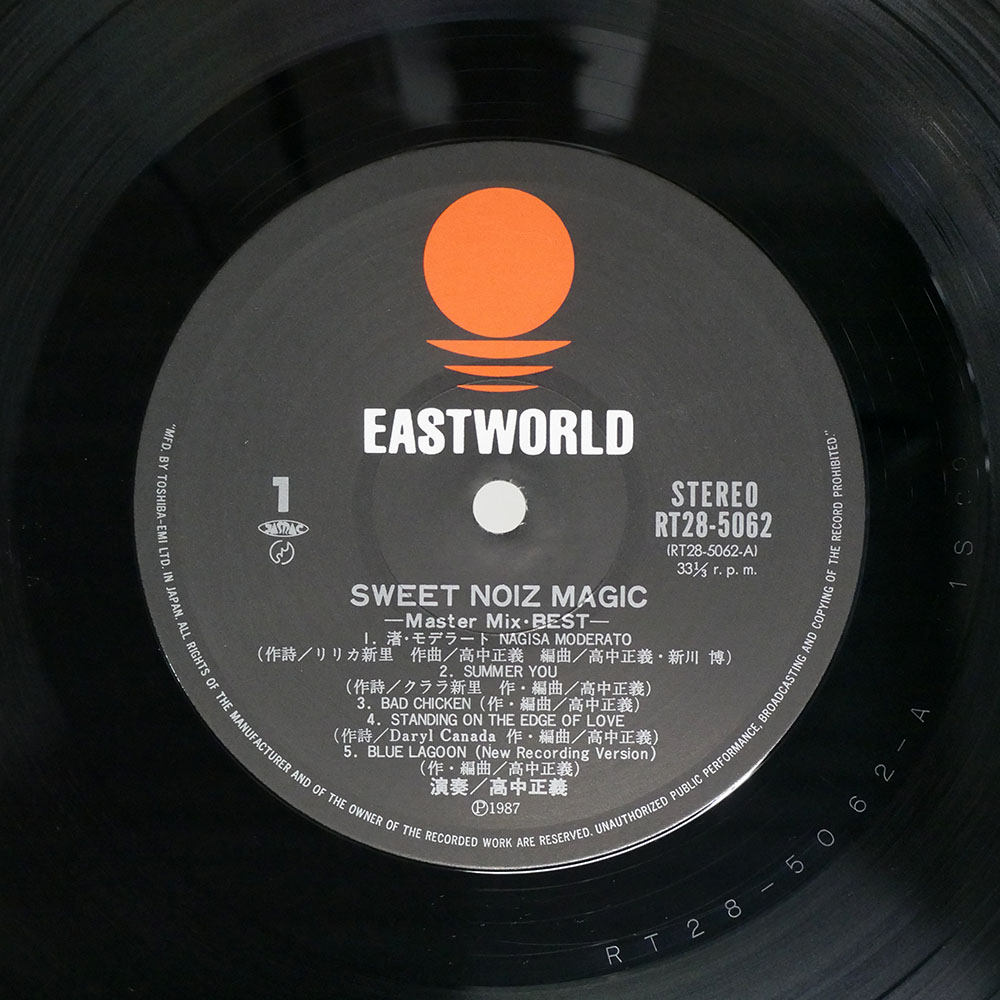 EASTWORLD
1
STEREO
RT28-5062
(RT28-5062-A)
33⅓ r. p. m.
SWEET NOIZ MAGIC
—Master Mix・BEST—
1. 渚・モデラート NAGISA MODERATO
(作詩／リリカ新里 作曲／高中正義 編曲／高中正義・新川 博)
2. SUMMER YOU
(作詩／クララ新里 作・編曲／高中正義)
3. BAD CHICKEN (作・編曲／高中正義)
4. STANDING ON THE EDGE OF LOVE
(作詩／Daryl Canada 作・編曲／高中正義)
5. BLUE LAGOON (New Recording Version)
(作・編曲／高中正義)
演奏／高中正義
Ⓟ1987
"MFD. BY TOSHIBA-EMI LTD. IN JAPAN. ALL RIGHTS OF THE MANUFACTURER AND OF THE OWNER OF THE RECORDED WORK ARE RESERVED. UNAUTHORIZED PUBLIC PERFORMANCE, BROADCASTING AND COPYING OF THE RECORD PROHIBITED."
RT28-5062-A 1S